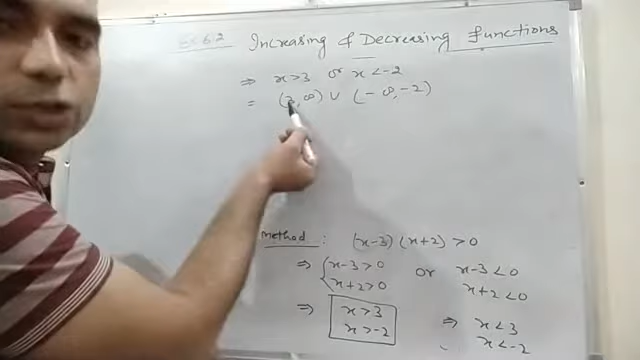 Ex 6.2 Increasing & Decreasing Functions
⇒ x>3 or x<-2
= (3,∞) ∪ (-∞,-2)
Method : (x-3)(x+2)>0
⇒ { x-3>0 or x-3<0
x+2>0 x+2<0
⇒ x>3 ⇒ x<3
x>-2 x<-2